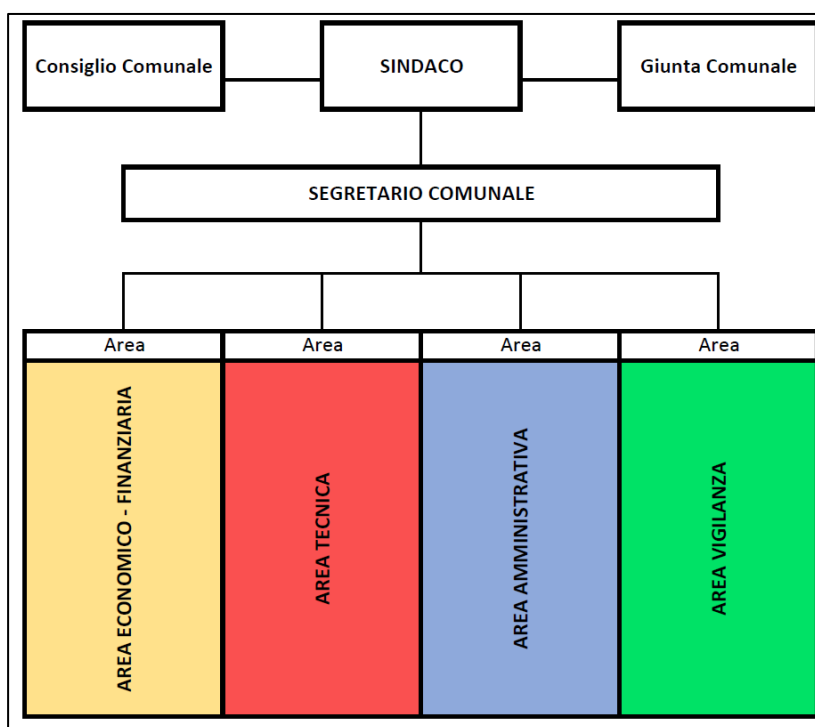 Consiglio Comunale
SINDACO
Giunta Comunale
SEGRETARIO COMUNALE
Area
Area
Area
Area
AREA ECONOMICO - FINANZIARIA
AREA TECNICA
AREA AMMINISTRATIVA
AREA VIGILANZA